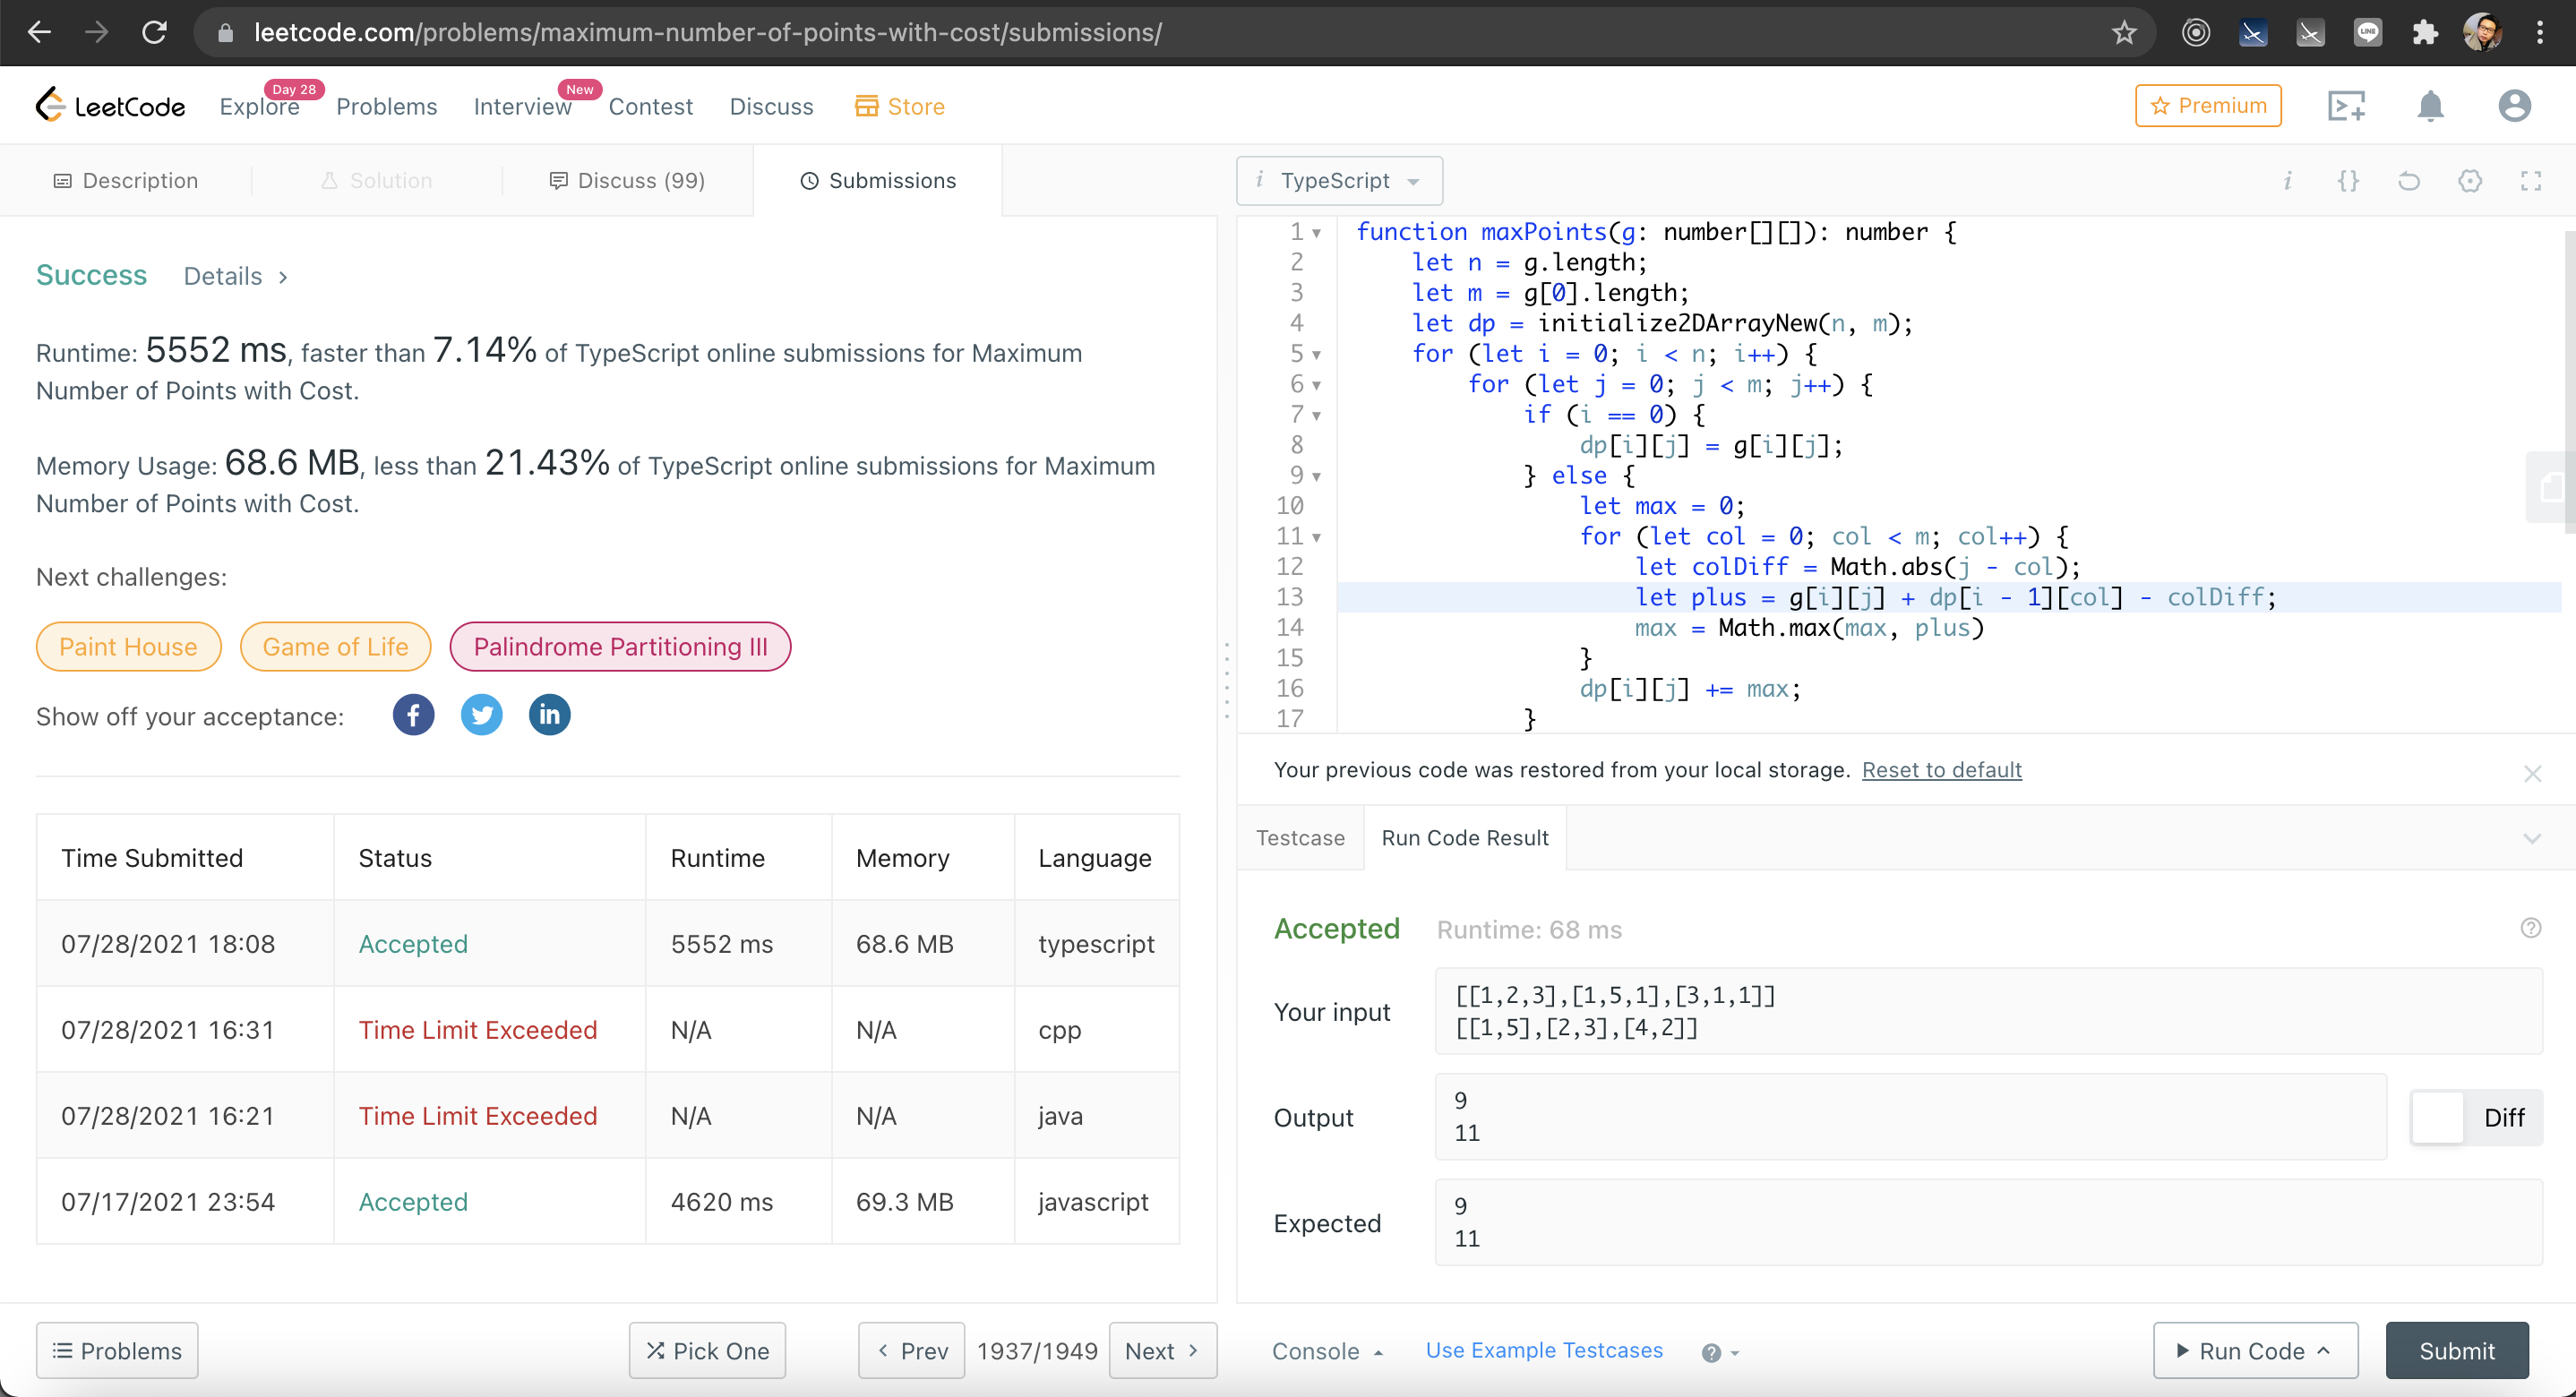 leetcode.com/problems/maximum-number-of-points-with-cost/submissions/
LINE
LeetCode
Explore
Day 28
Problems
Interview
New
Contest
Discuss
Store
Premium
Description
Solution
Discuss (99)
Submissions
Success
Details
Runtime: 5552 ms, faster than 7.14% of TypeScript online submissions for Maximum
Number of Points with Cost.
Memory Usage: 68.6 MB, less than 21.43% of TypeScript online submissions for Maximum
Number of Points with Cost.
Next challenges:
Paint House
Game of Life
Palindrome Partitioning III
Show off your acceptance:
Time Submitted Status Runtime Memory Language
07/28/2021 18:08 Accepted 5552 ms 68.6 MB typescript
07/28/2021 16:31 Time Limit Exceeded N/A N/A cpp
07/28/2021 16:21 Time Limit Exceeded N/A N/A java
07/17/2021 23:54 Accepted 4620 ms 69.3 MB javascript
Problems
Pick One
Prev
1937/1949
Next
i TypeScript
1 function maxPoints(g: number[][]): number {
2 let n = g.length;
3 let m = g[0].length;
4 let dp = initialize2DArrayNew(n, m);
5 for (let i = 0; i < n; i++) {
6 for (let j = 0; j < m; j++) {
7 if (i == 0) {
8 dp[i][j] = g[i][j];
9 } else {
10 let max = 0;
11 for (let col = 0; col < m; col++) {
12 let colDiff = Math.abs(j - col);
13 let plus = g[i][j] + dp[i - 1][col] - colDiff;
14 max = Math.max(max, plus)
15 }
16 dp[i][j] += max;
17 }
Your previous code was restored from your local storage. Reset to default
Testcase
Run Code Result
Accepted Runtime: 68 ms
Your input
[[1,2,3],[1,5,1],[3,1,1]]
[[1,5],[2,3],[4,2]]
Output
9
11
Diff
Expected
9
11
Console
Use Example Testcases
Run Code
Submit